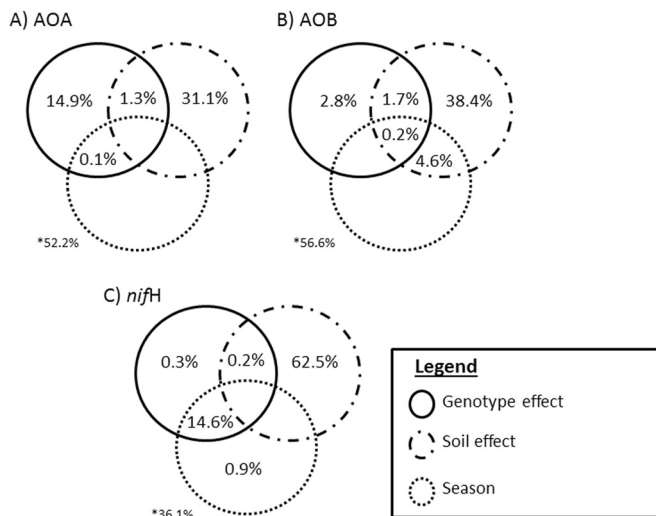 A) AOA
B) AOB
14.9% 1.3% 31.1%
0.1%
*52.2%
2.8% 1.7% 38.4%
0.2%
4.6%
*56.6%
C) nifH
0.3% 0.2% 62.5%
14.6%
0.9%
*36.1%
Legend
Genotype effect
Soil effect
Season